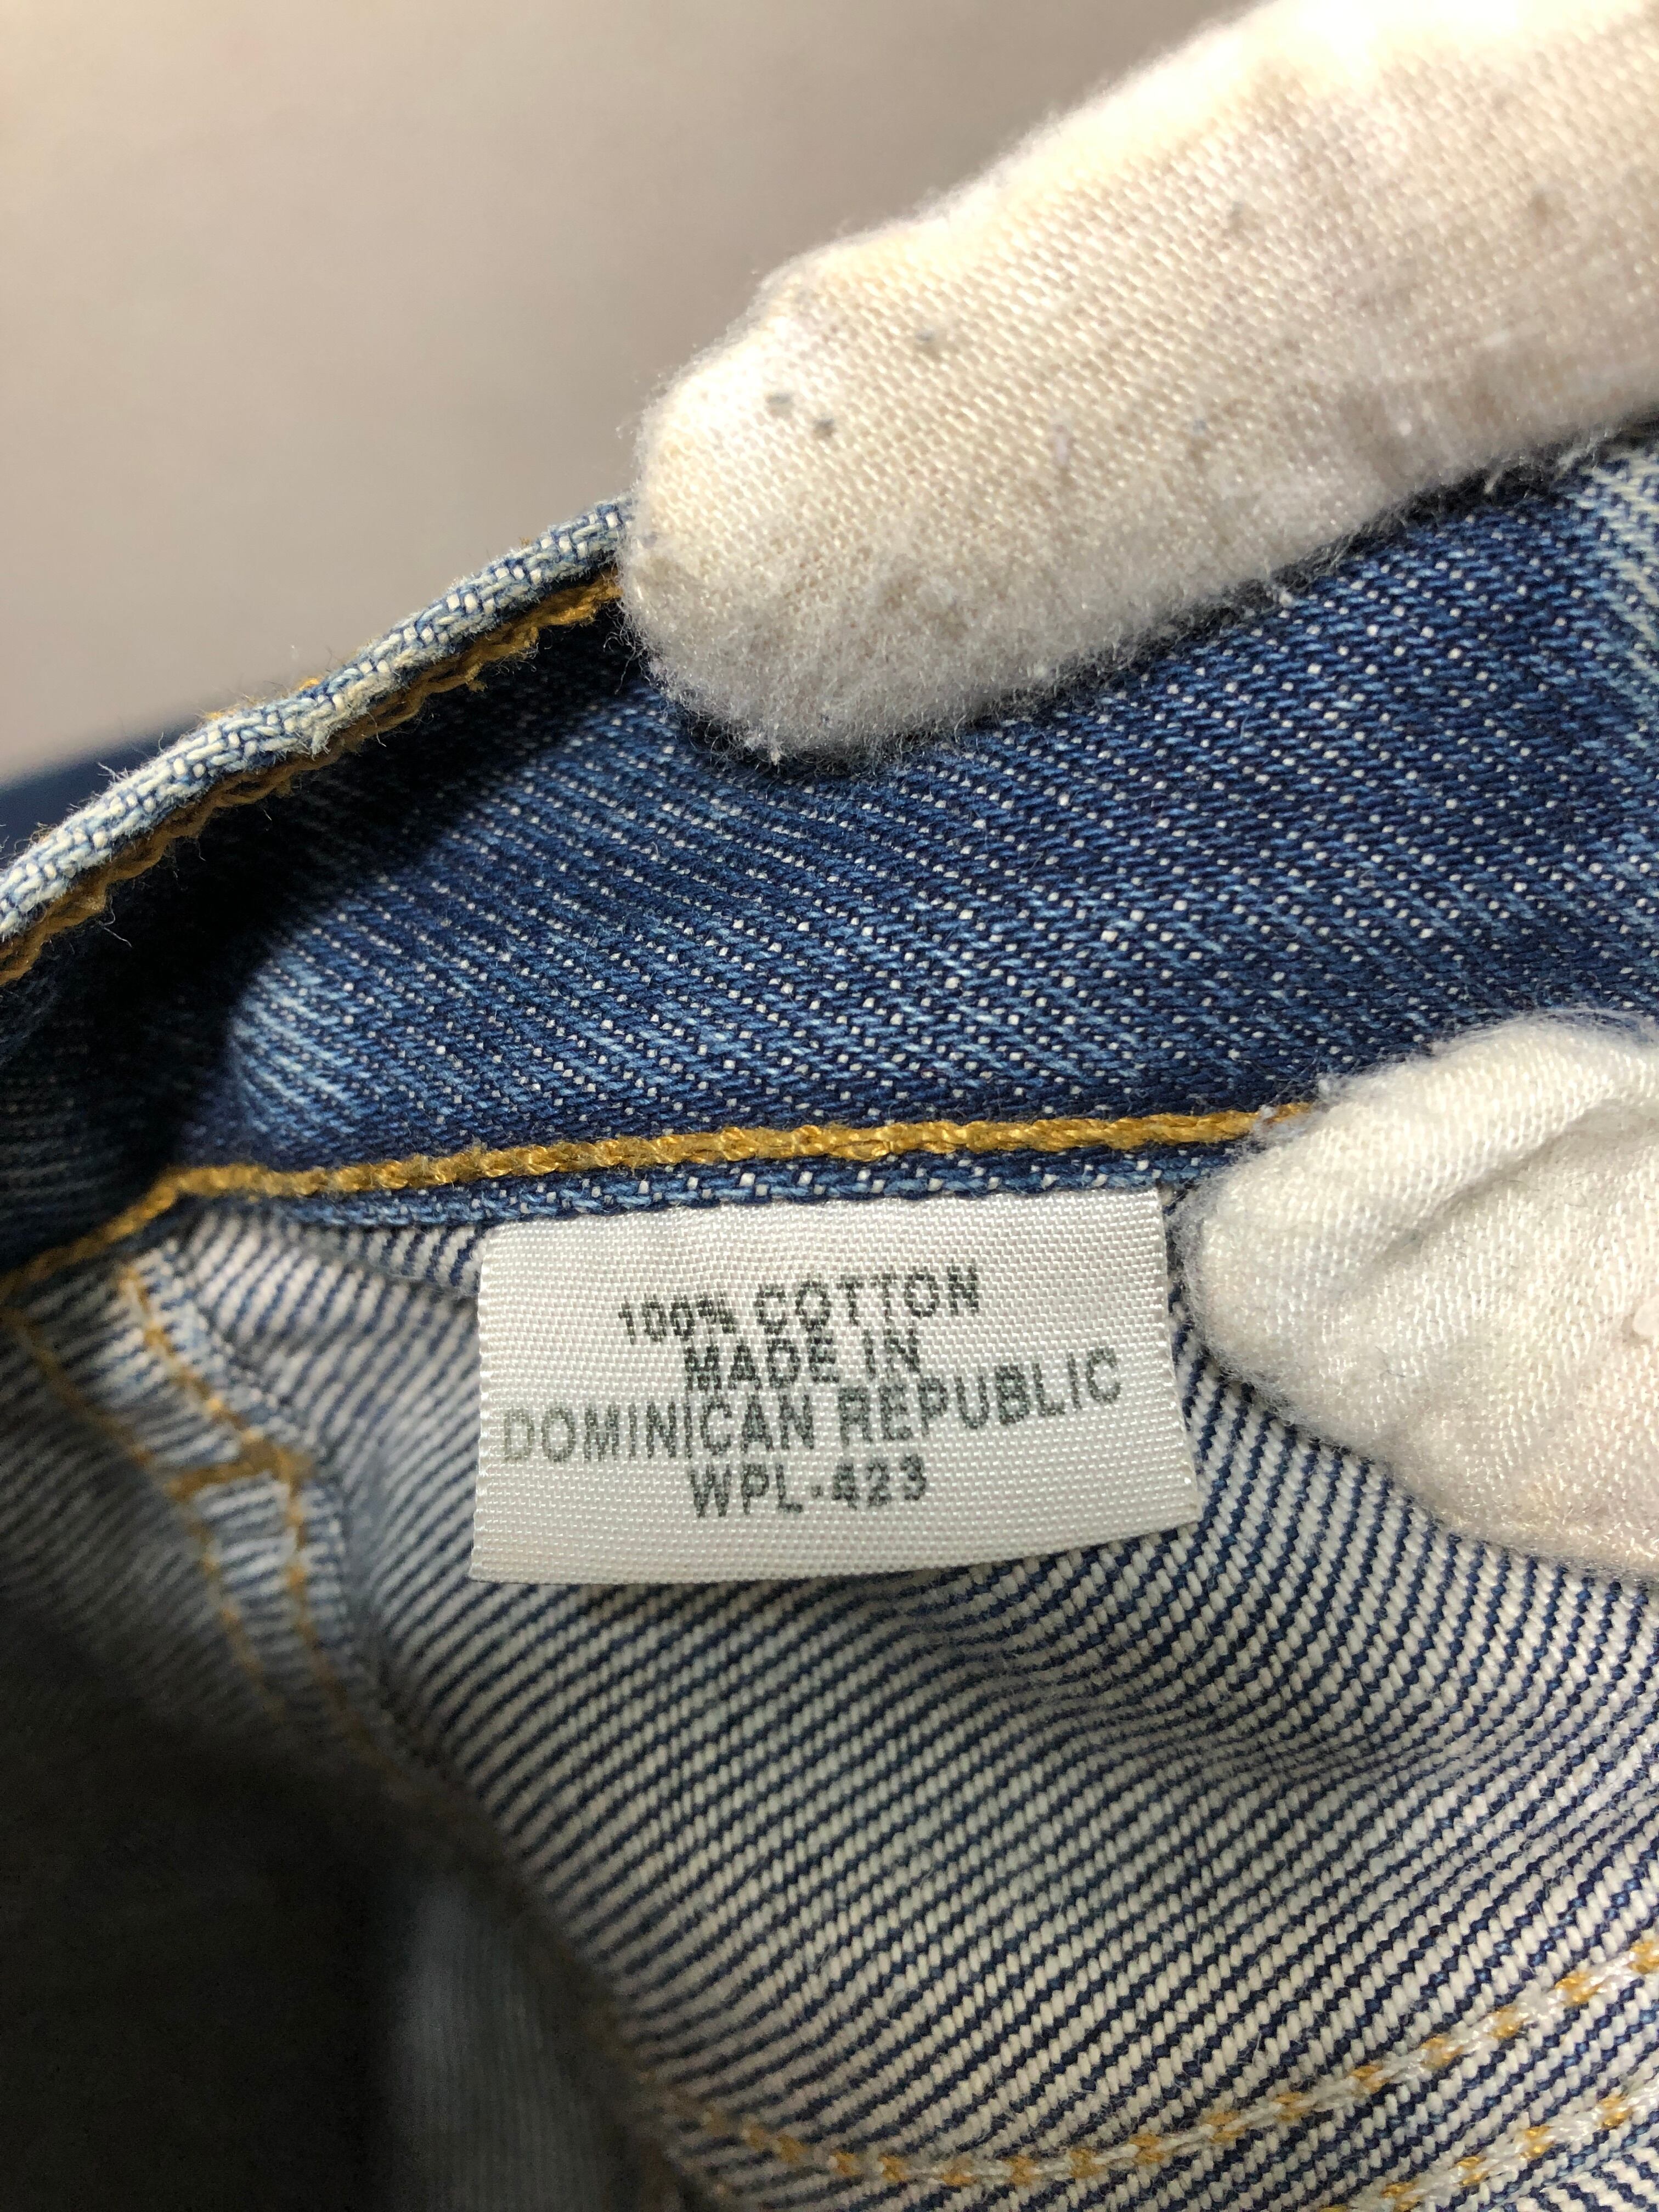 100% COTTON
MADE IN
DOMINICAN REPUBLIC
WPL-423